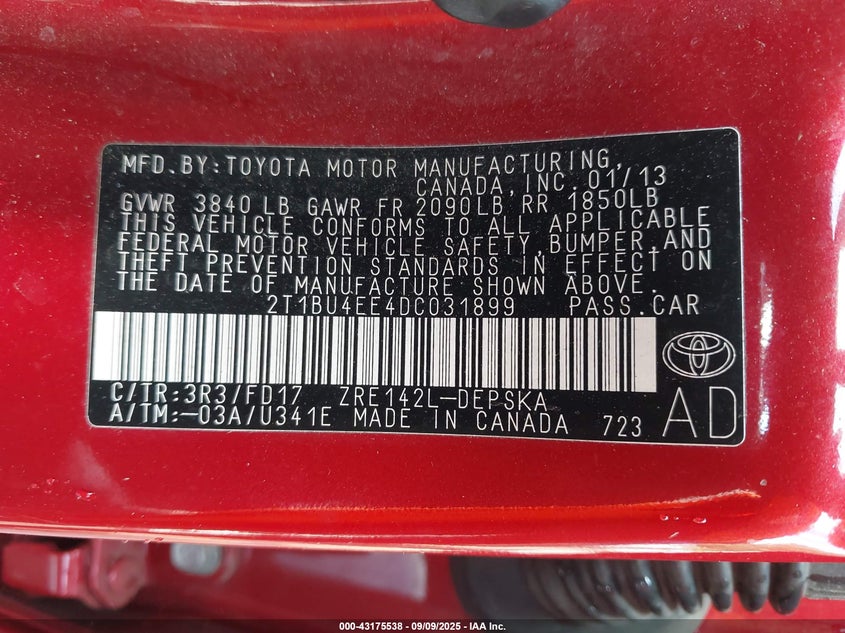 MFD.BY:TOYOTA MOTOR MANUFACTURING,
CANADA,INC. 01/13
GVWR 3840 LB GAWR FR 2090LB RR 1850LB
THIS VEHICLE CONFORMS TO ALL APPLICABLE
FEDERAL MOTOR VEHICLE SAFETY,BUMPER,AND
THEFT PREVENTION STANDARDS IN EFFECT ON
THE DATE OF MANUFACTURE SHOWN ABOVE.
2T1BU4EE4DC031899 PASS.CAR
C/TR:3R3/FD17 ZRE142L-DEPSKA
A/TM:-03A/U341E MADE IN CANADA 723
AD
000-43175538 - 09/09/2025 - IAA Inc.